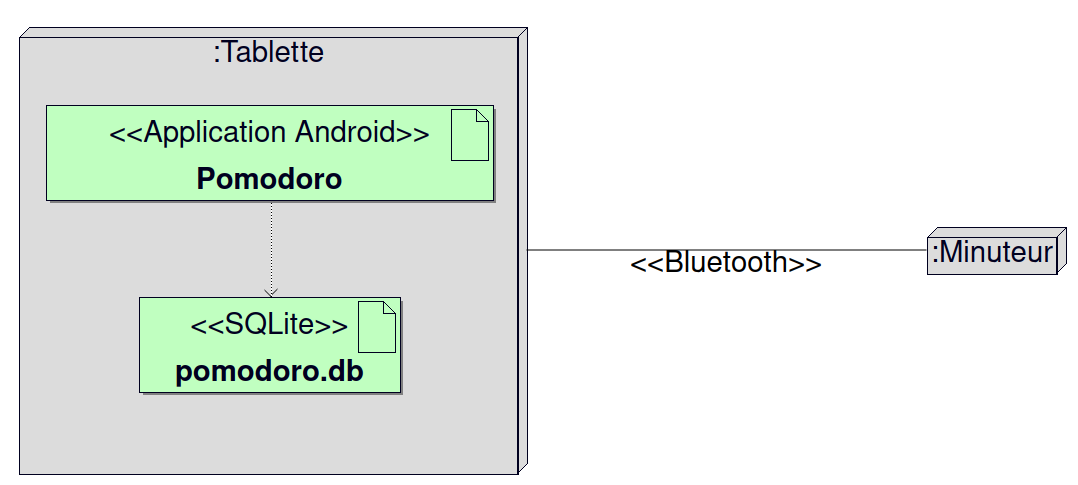 :Tablette
<<Application Android>>
Pomodoro
<<SQLite>>
pomodoro.db
<<Bluetooth>>
:Minuteur